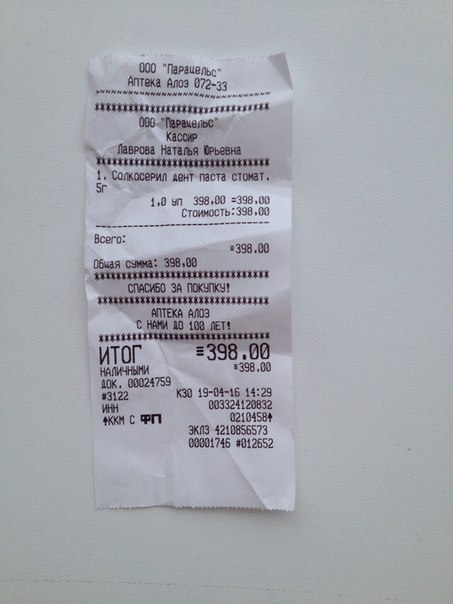 ООО "Парацельс"
Аптека Алоэ 072-33
************************
ООО "Парацельс"
Кассир
Лаврова Наталья Юрьевна
************************
1. Солкосерил дент паста стомат.
5г
1,0 уп 398,00 =398,00
Стоимость:398,00
Всего:
≡398.00
Общая сумма: 398,00
************************
СПАСИБО ЗА ПОКУПКУ!
************************
АПТЕКА АЛОЭ
С НАМИ ДО 100 ЛЕТ!
************************
ИТОГ ≡398.00
НАЛИЧНЫМИ ≡398.00
ДОК. 00024759
#3122 КЗ0 19-04-16 14:29
ИНН 003324120832
♠ККМ С ФП 0210458♠
ЭКЛЗ 4210856573
00001746 #012652